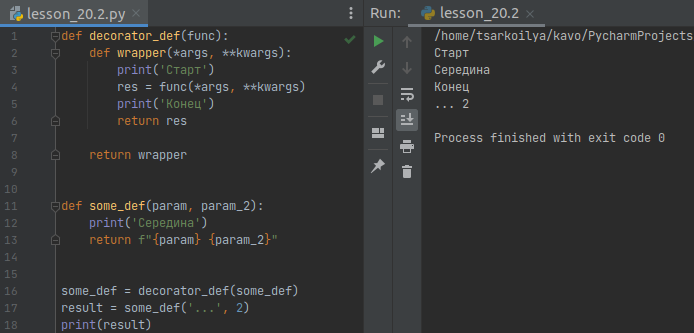 lesson_20.2.py
1 def decorator_def(func):
2     def wrapper(*args, **kwargs):
3         print('Старт')
4         res = func(*args, **kwargs)
5         print('Конец')
6         return res
7
8     return wrapper
9
10
11 def some_def(param, param_2):
12     print('Середина')
13     return f"{param} {param_2}"
14
15
16 some_def = decorator_def(some_def)
17 result = some_def('...', 2)
18 print(result)
Run: lesson_20.2
/home/tsarkoilya/kavo/PycharmProjects
Старт
Середина
Конец
... 2
Process finished with exit code 0